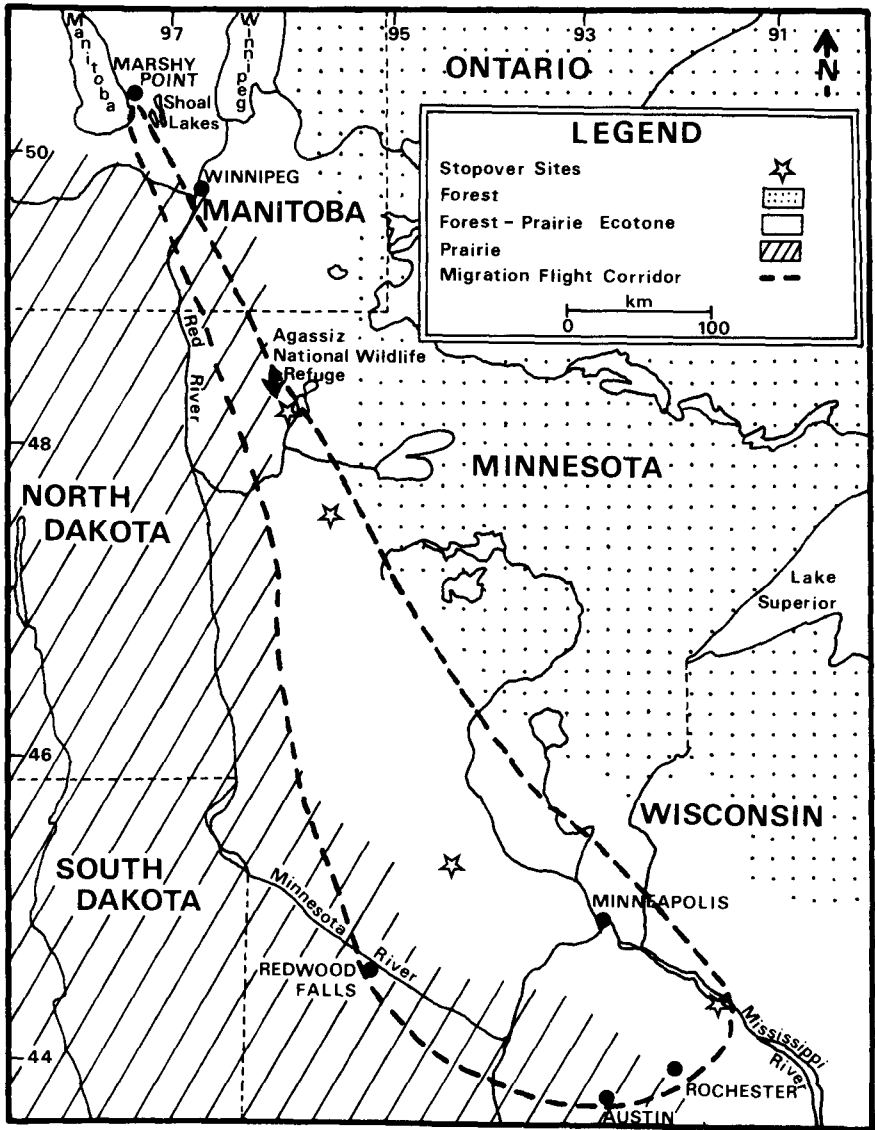 97
95
93
91
Manitoba
Winnipeg
MARSHY
POINT
Shoal
Lakes
ONTARIO
N
LEGEND
Stopover Sites
Forest
Forest-Prairie Ecotone
Prairie
Migration Flight Corridor
km
0 100
50
WINNIPEG
MANITOBA
Red River
Agassiz
National Wildlife
Refuge
48
NORTH
DAKOTA
MINNESOTA
Lake
Superior
46
WISCONSIN
SOUTH
DAKOTA
Minnesota River
MINNEAPOLIS
REDWOOD
FALLS
Mississippi
River
44
ROCHESTER
AUSTIN